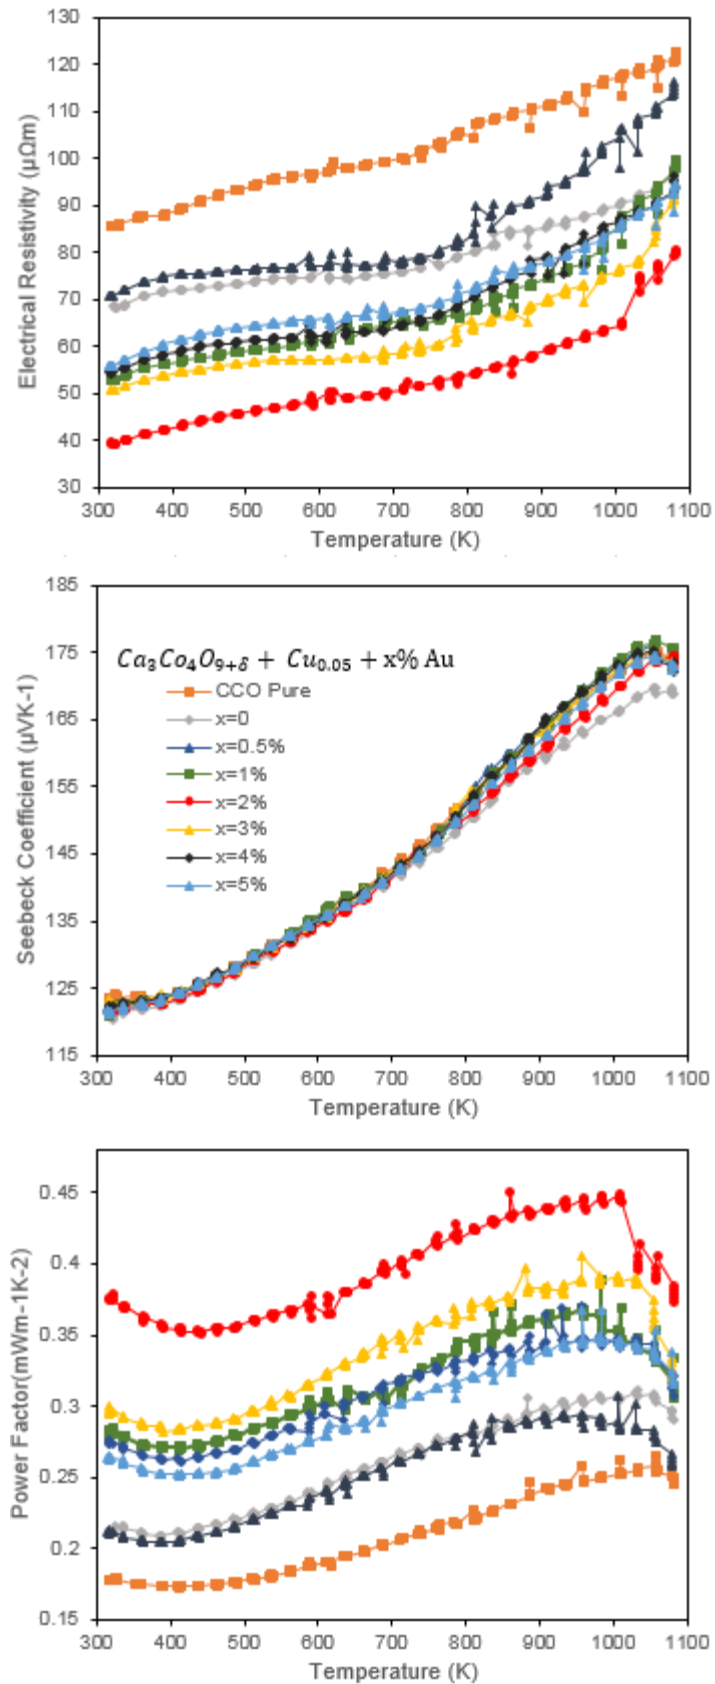 130
120
110
100
90
80
70
60
50
40
30
Electrical Resistivity (μΩm)
300 400 500 600 700 800 900 1000 1100
Temperature (K)
185
175
165
155
145
135
125
115
Seebeck Coefficient (μVK-1)
Ca₃Co₄O₉₊δ + Cu₀.₀₅ + x% Au
CCO Pure
x=0
x=0.5%
x=1%
x=2%
x=3%
x=4%
x=5%
300 400 500 600 700 800 900 1000 1100
Temperature (K)
0.45
0.4
0.35
0.3
0.25
0.2
0.15
Power Factor(mWm-1K-2)
300 400 500 600 700 800 900 1000 1100
Temperature (K)